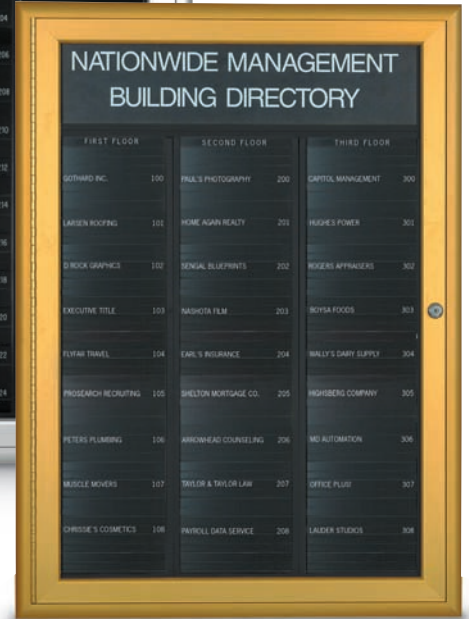 NATIONWIDE MANAGEMENT
BUILDING DIRECTORY
FIRST FLOOR
GOTHARD INC. 100
LARSEN ROOFING 101
D ROCK GRAPHICS 102
EXECUTIVE TITLE 103
FLYFAR TRAVEL 104
PROSEARCH RECRUITING 105
PETERS PLUMBING 106
MUSCLE MOVERS 107
CHRISSIE'S COSMETICS 108
SECOND FLOOR
PAUL'S PHOTOGRAPHY 200
HOME AGAIN REALTY 201
SENGAL BLUEPRINTS 202
NASHOTA FILM 203
EARL'S INSURANCE 204
SHELTON MORTGAGE CO. 205
ARROWHEAD COUNSELING 206
TAYLOR & TAYLOR LAW 207
PAYROLL DATA SERVICE 208
THIRD FLOOR
CAPITOL MANAGEMENT 300
HUGHES POWER 301
ROGERS APPRAISERS 302
BOYSA FOODS 303
WALLY'S DAIRY SUPPLY 304
HIGHSBERG COMPANY 305
MD AUTOMATION 306
OFFICE PLUS! 307
LAUDER STUDIOS 308